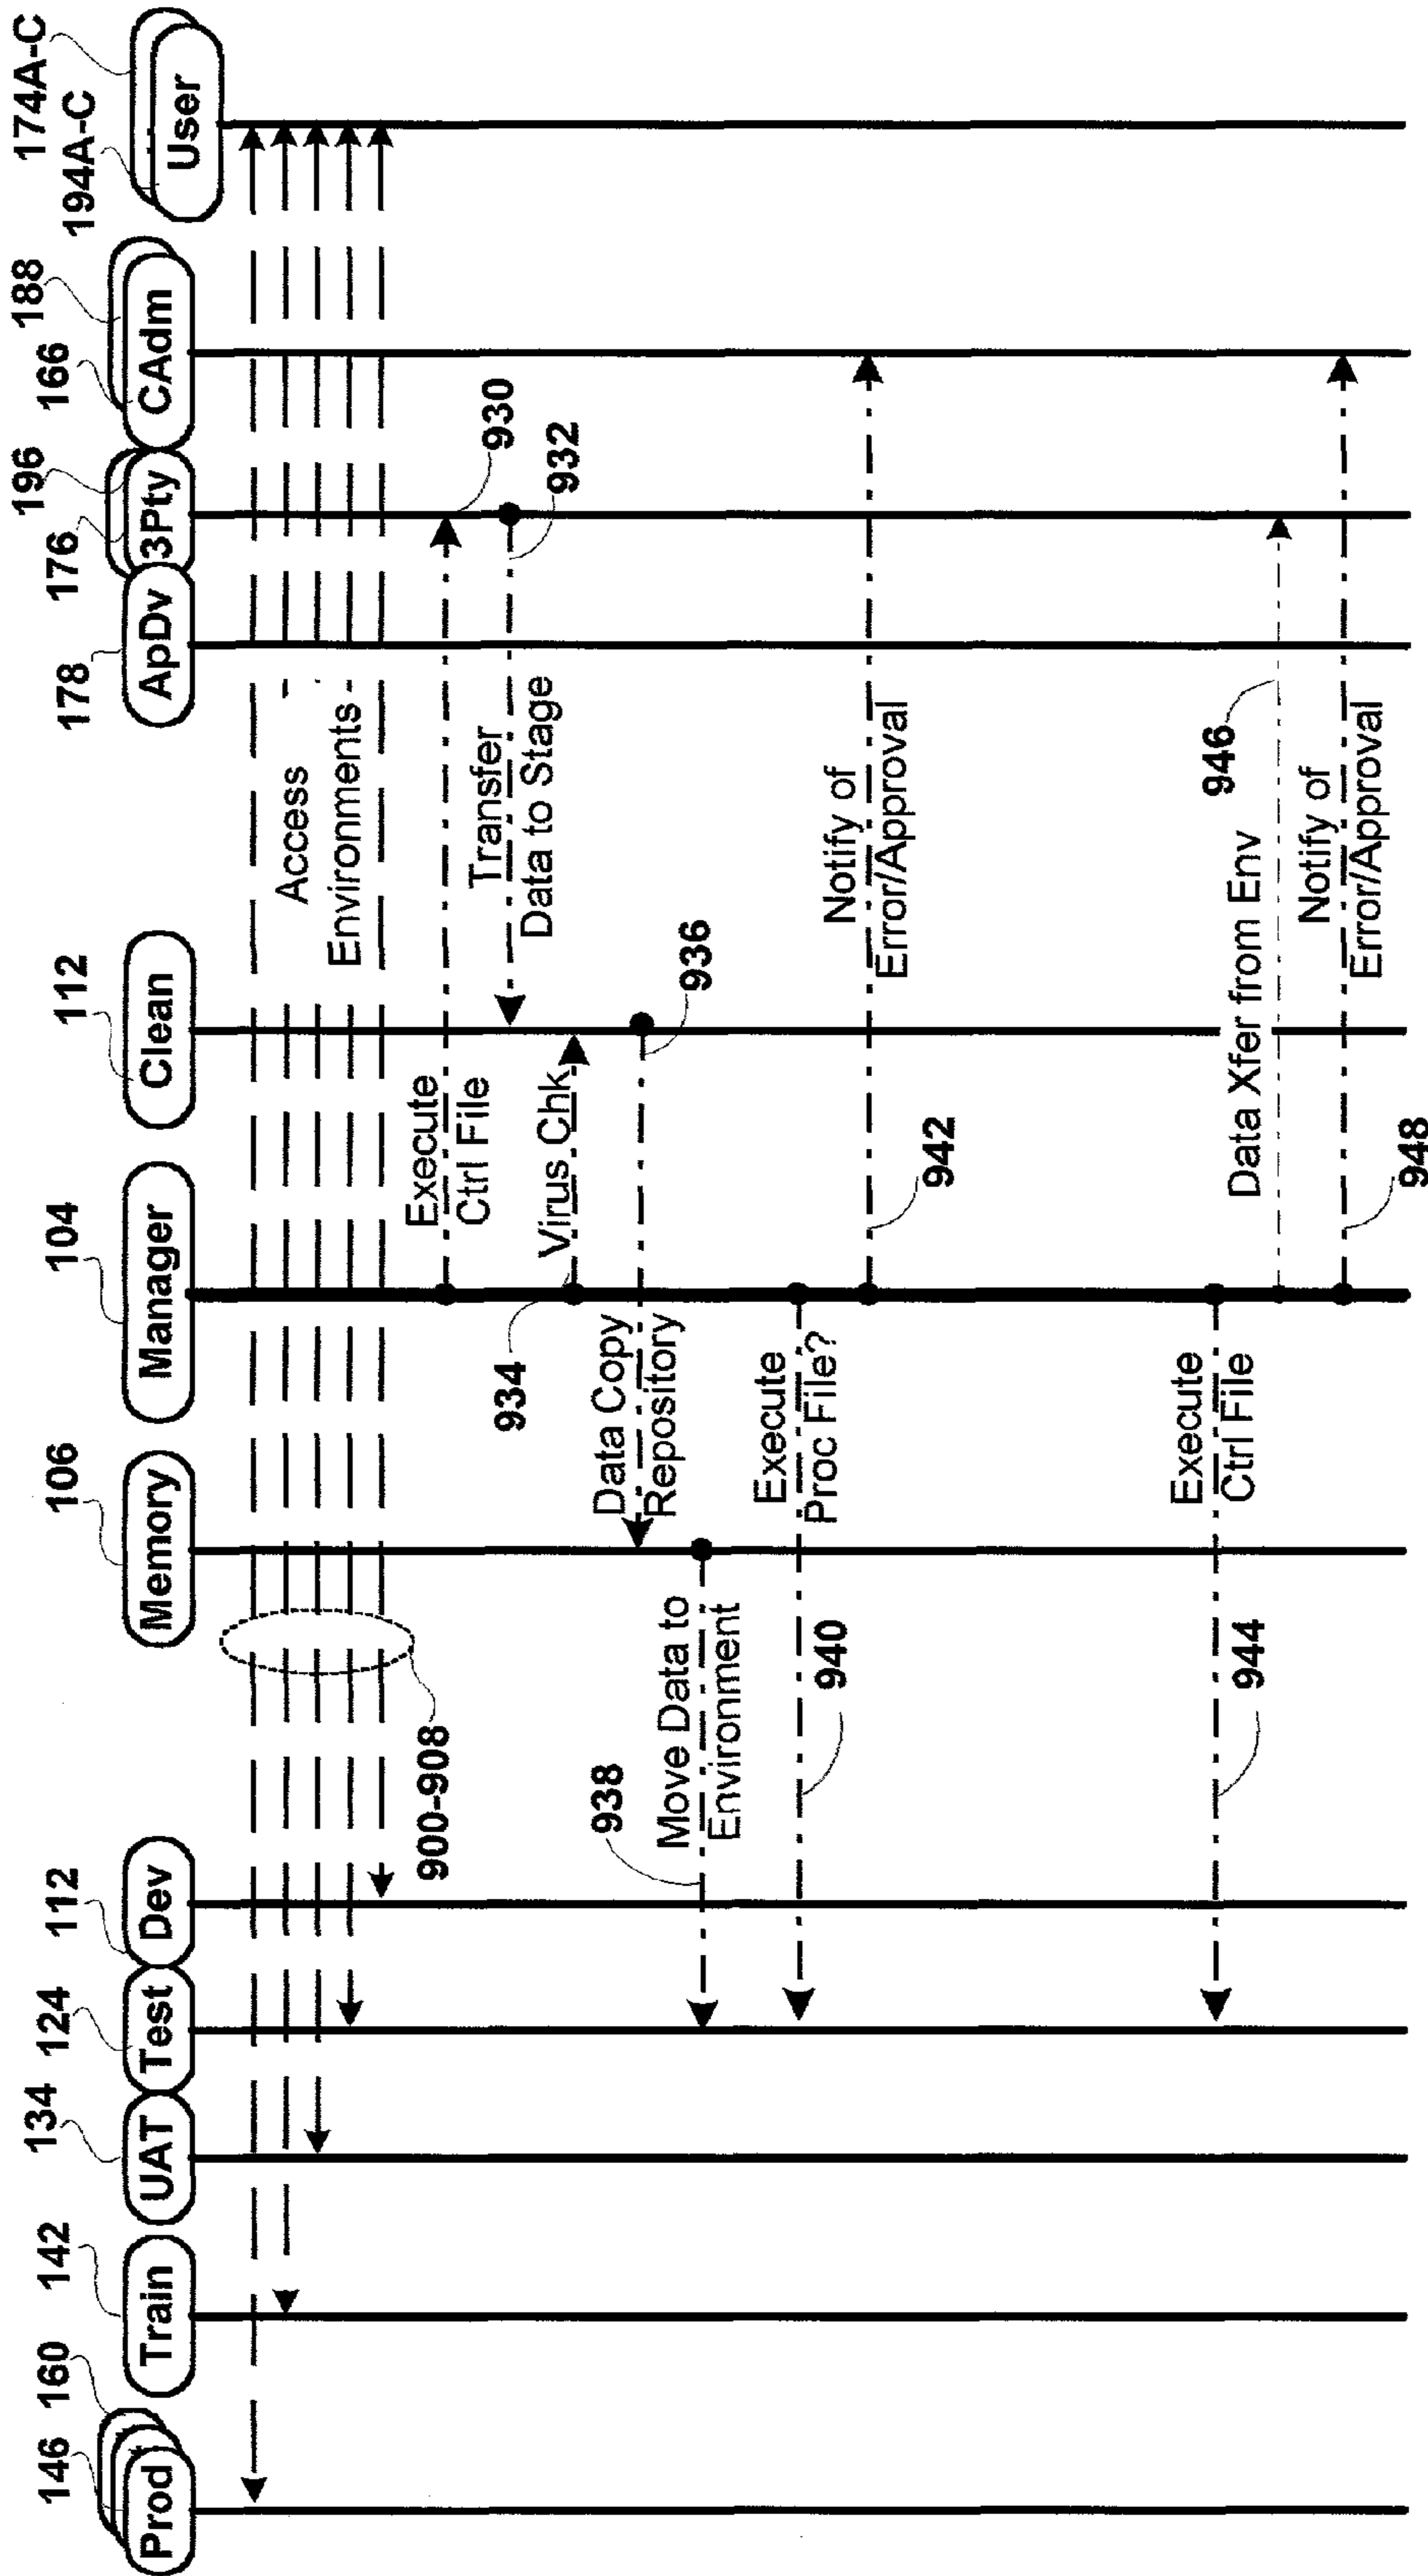 146
160
142
134
124
112
106
104
112
178
176
196
166
188
194A-C
174A-C
Prod
Train
UAT
Test
Dev
Memory
Manager
Clean
ApDv
3Pty
CAdm
User
Access
Environments
900-908
Execute
Ctrl File
930
Transfer
Data to Stage
932
934
Virus Chk
Data Copy
Repository
936
938
Move Data to
Environment
Execute
Proc File?
940
Notify of
Error/Approval
942
Execute
Ctrl File
944
Data Xfer from Env
946
Notify of
Error/Approval
948